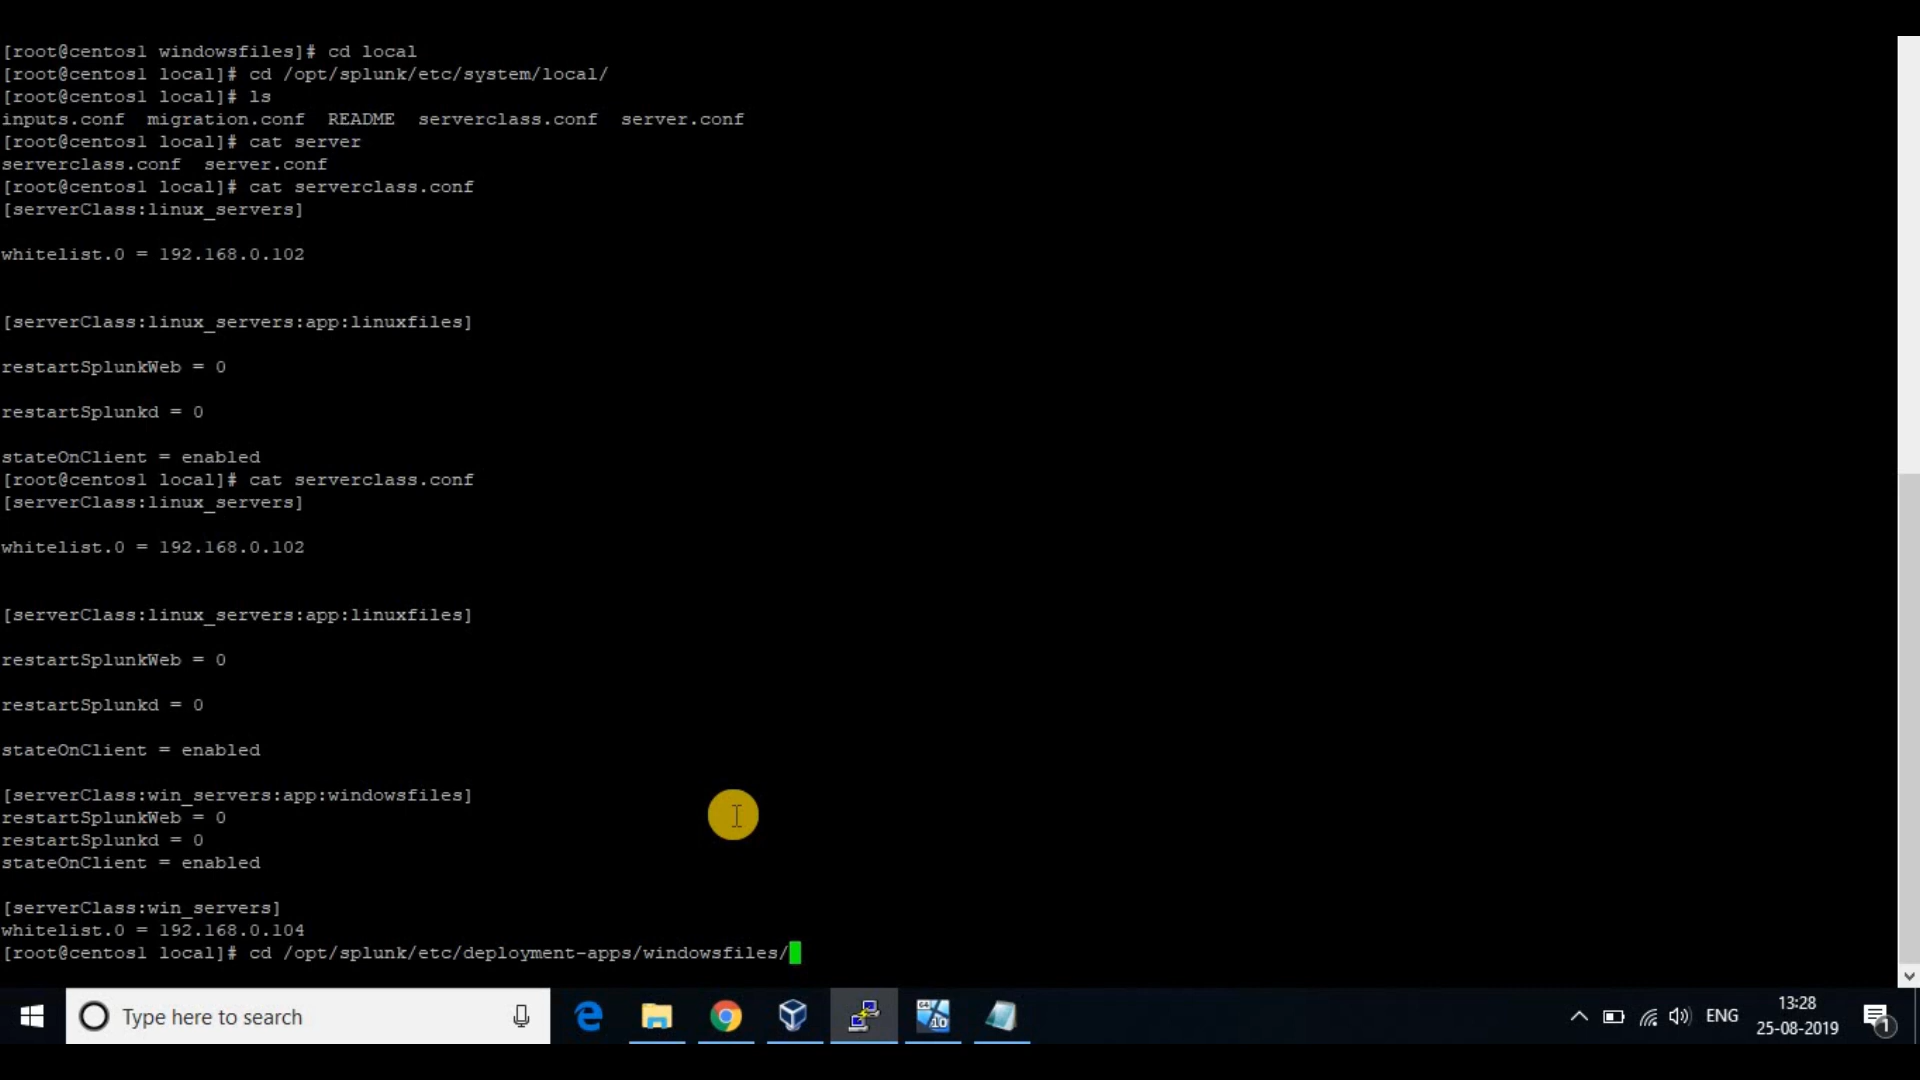 [root@centos1 windowsfiles]# cd local
[root@centos1 local]# cd /opt/splunk/etc/system/local/
[root@centos1 local]# ls
inputs.conf  migration.conf  README  serverclass.conf  server.conf
[root@centos1 local]# cat server
serverclass.conf  server.conf
[root@centos1 local]# cat serverclass.conf
[serverClass:linux_servers]
whitelist.0 = 192.168.0.102
[serverClass:linux_servers:app:linuxfiles]
restartSplunkWeb = 0
restartSplunkd = 0
stateOnClient = enabled
[root@centos1 local]# cat serverclass.conf
[serverClass:linux_servers]
whitelist.0 = 192.168.0.102
[serverClass:linux_servers:app:linuxfiles]
restartSplunkWeb = 0
restartSplunkd = 0
stateOnClient = enabled
[serverClass:win_servers:app:windowsfiles]
restartSplunkWeb = 0
restartSplunkd = 0
stateOnClient = enabled
[serverClass:win_servers]
whitelist.0 = 192.168.0.104
[root@centos1 local]# cd /opt/splunk/etc/deployment-apps/windowsfiles/
Type here to search
64
10
ENG
13:28
25-08-2019
1